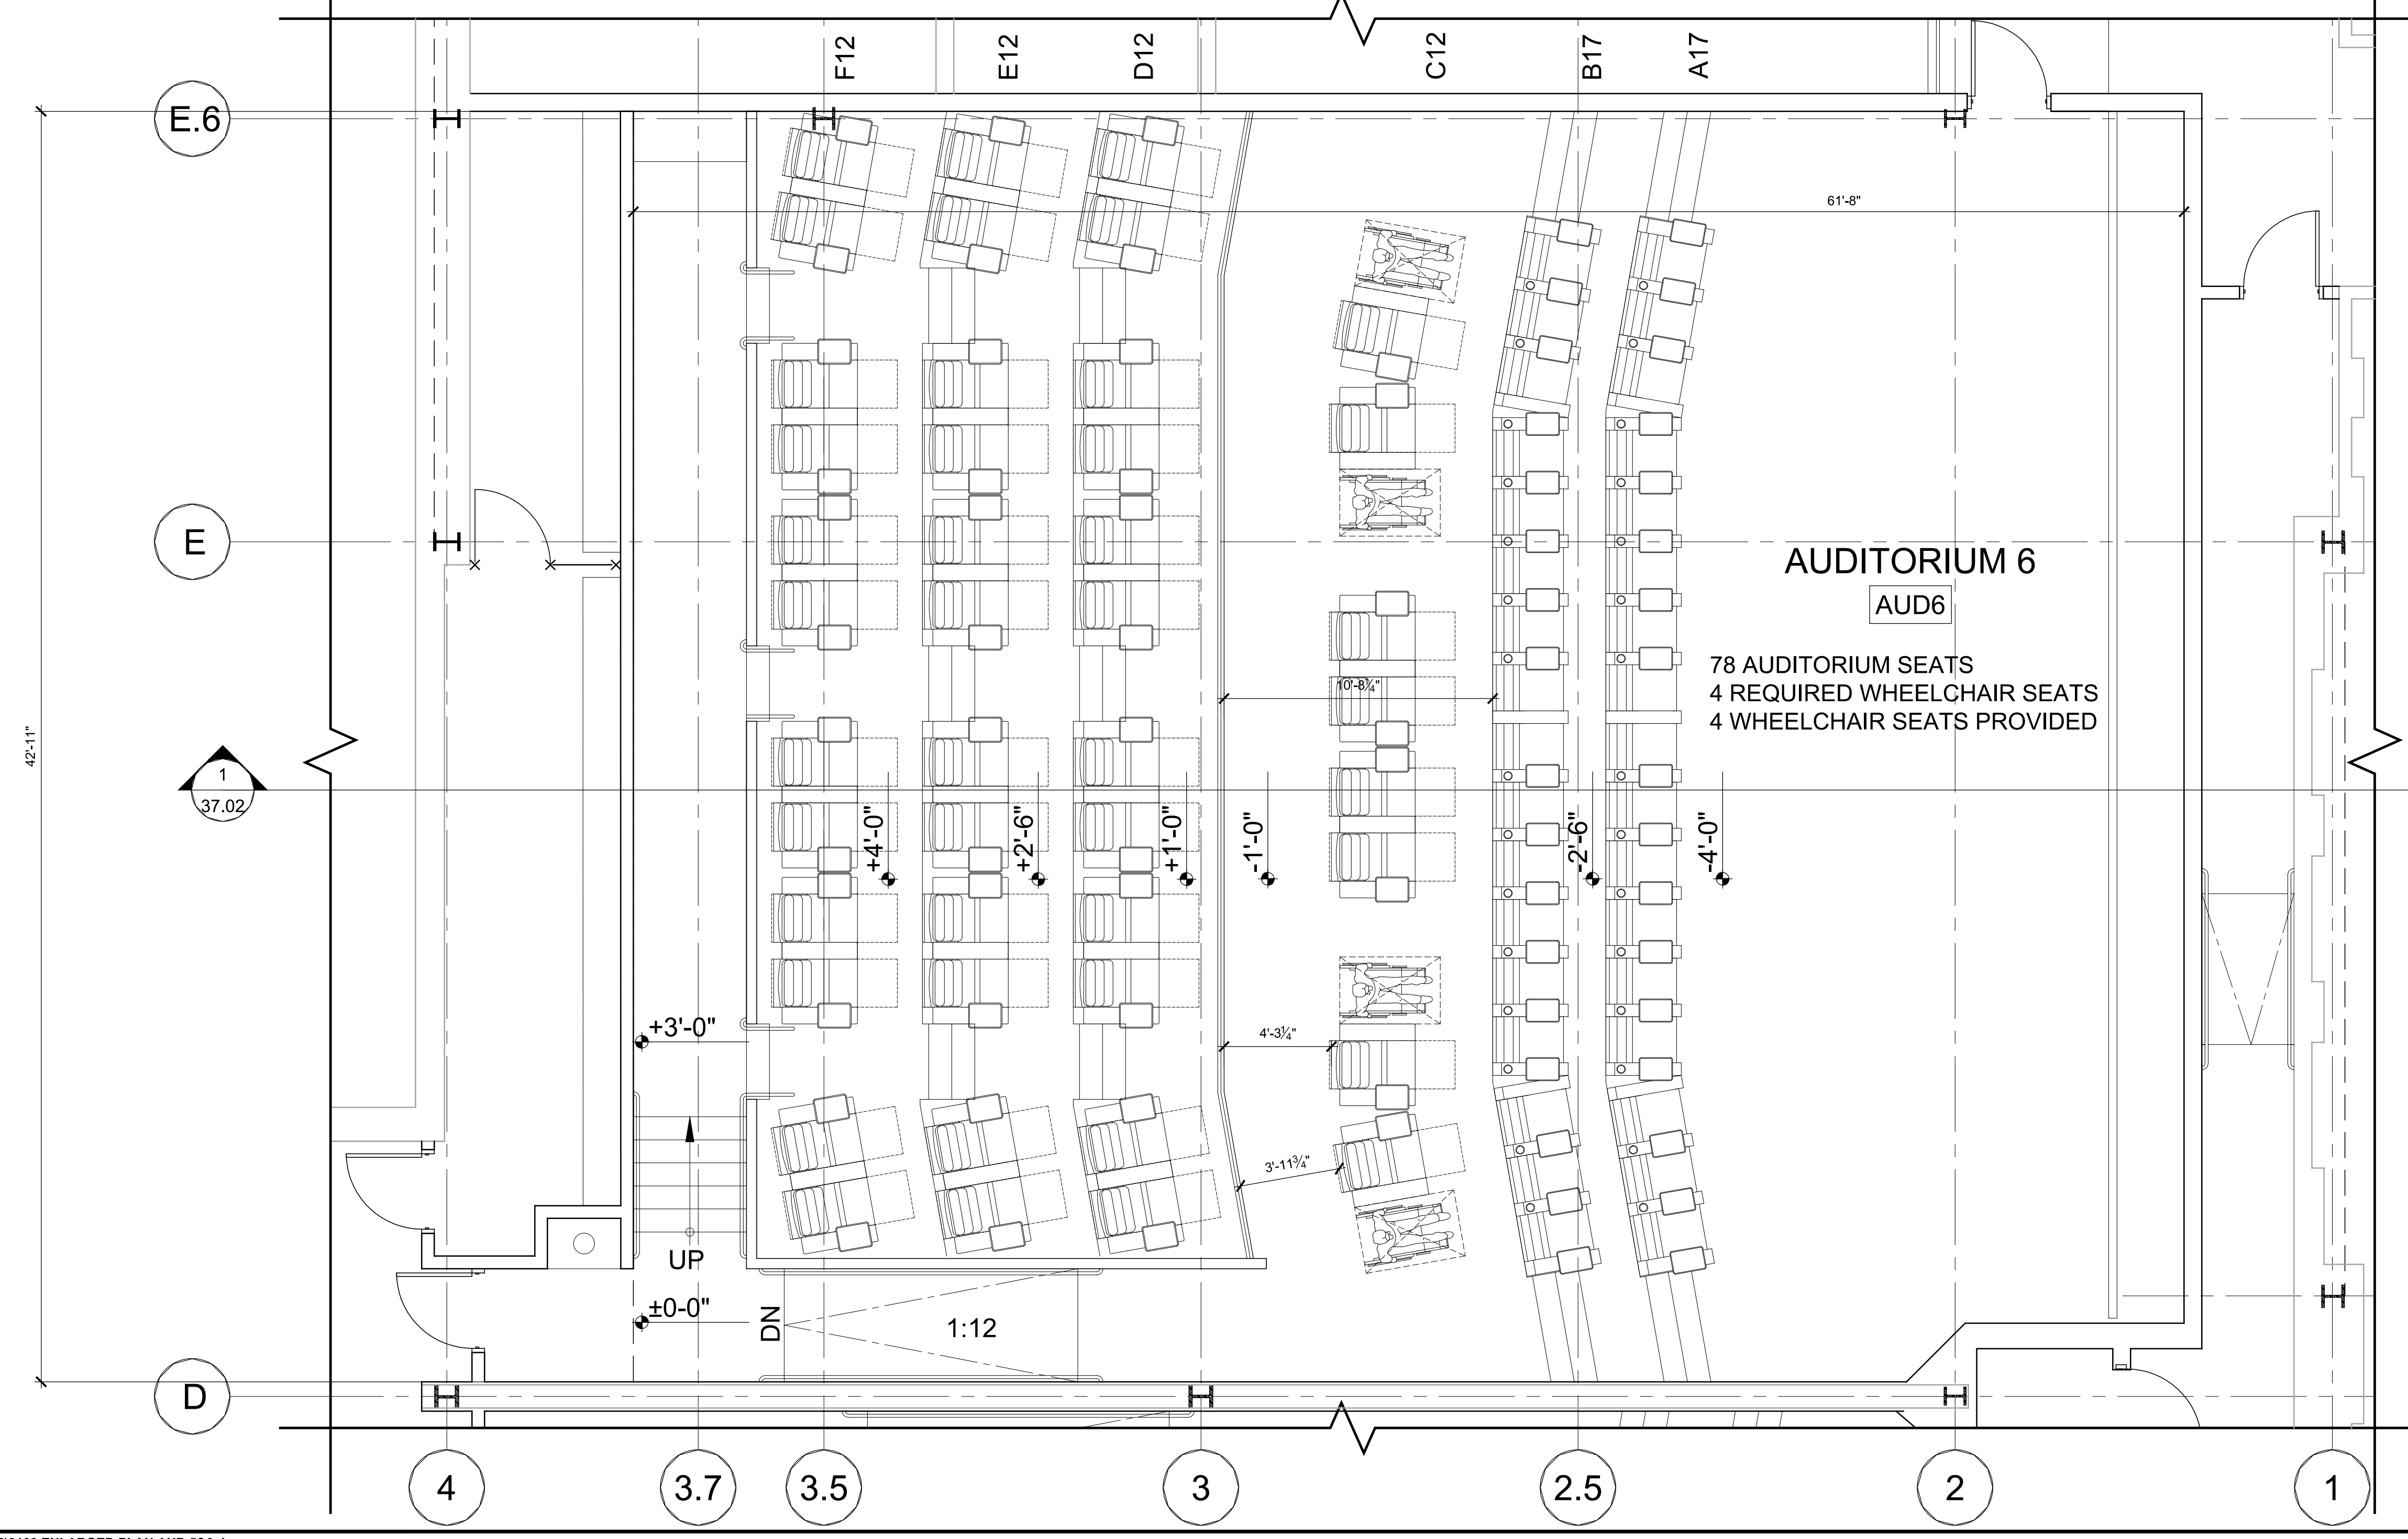 F12
E12
D12
C12
B17
A17
E.6
61'-8"
E
AUDITORIUM 6
AUD6
78 AUDITORIUM SEATS
4 REQUIRED WHEELCHAIR SEATS
4 WHEELCHAIR SEATS PROVIDED
10'-8¼"
42'-11"
1
37.02
+4'-0"
+2'-6"
+1'-0"
-1'-0"
-2'-6"
-4'-0"
+3'-0"
4'-3¼"
3'-11¾"
UP
±0-0"
DN
1:12
D
4
3.7
3.5
3
2.5
2
1